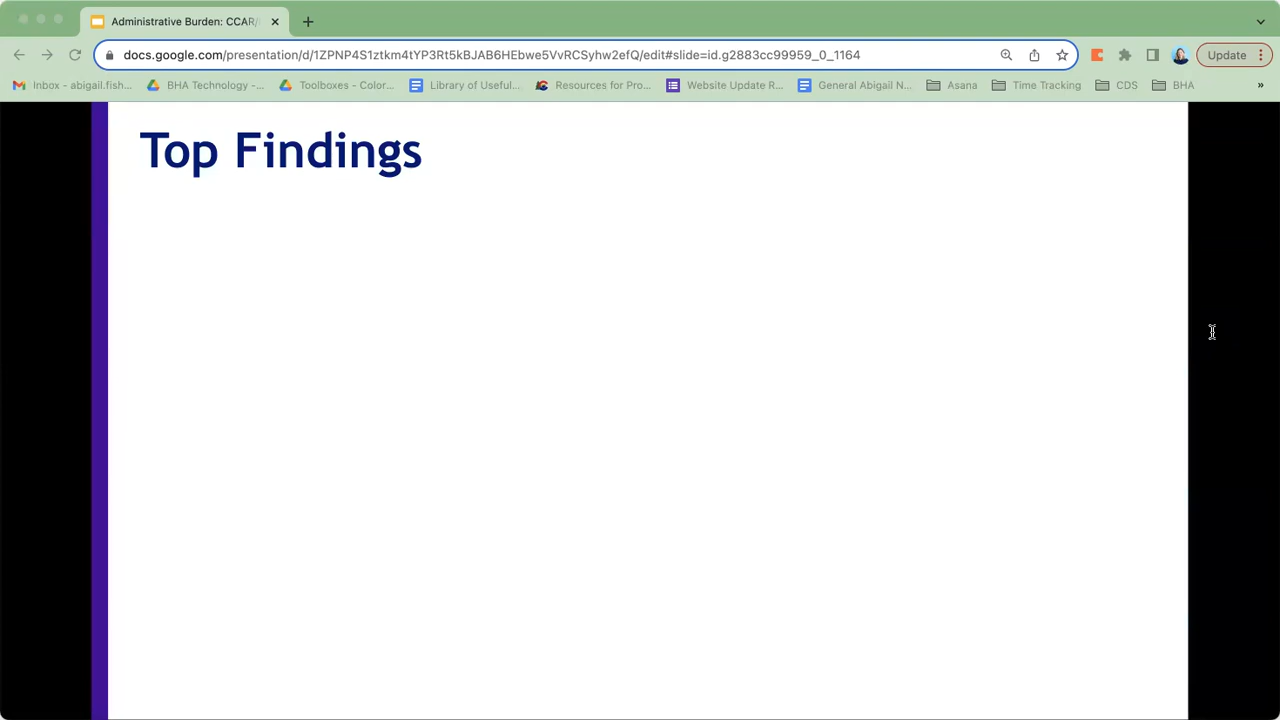 Administrative Burden: CCAR/
docs.google.com/presentation/d/1ZPNP4S1ztkm4tYP3Rt5kBJAB6HEbwe5VvRCSyhw2efQ/edit#slide=id.g2883cc99959_0_1164
Update
Inbox - abigail.fish... BHA Technology -... Toolboxes - Color... Library of Useful... Resources for Pro... Website Update R... General Abigail N... Asana Time Tracking CDS BHA »
Top Findings